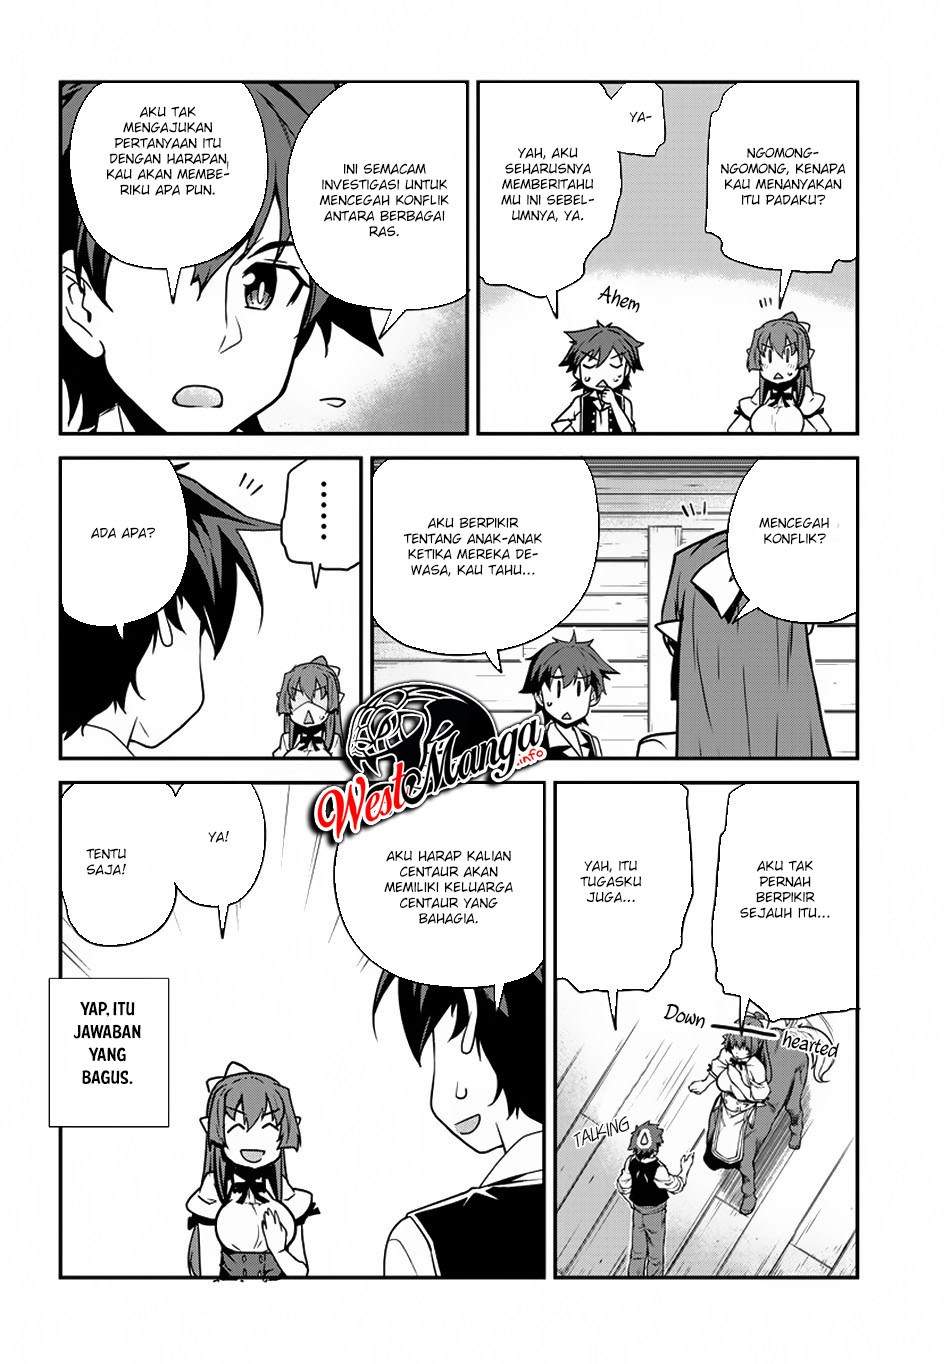 NGOMONG-
NGOMONG, KENAPA
KAU MENANYAKAN
ITU PADAKU?
YA-
YAH, AKU
SEHARUSNYA
MEMBERITAHU
MU INI SEBEL-
UMNYA, YA.
Ahem
INI SEMACAM
INVESTIGASI UNTUK
MENCEGAH KONFLIK
ANTARA BERBAGAI
RAS.
AKU TAK
MENGAJUKAN
PERTANYAAN ITU
DENGAN HARAPAN,
KAU AKAN MEMBE-
RIKU APA PUN.
MENCEGAH
KONFLIK?
AKU BERPIKIR
TENTANG ANAK-ANAK
KETIKA MEREKA DE-
WASA, KAU TAHU...
......
ADA APA?
WestManga
.info
AKU TAK
PERNAH
BERPIKIR
SEJAUH ITU...
YAH, ITU
TUGASKU
JUGA...
Down
hearted
TALKING
AKU HARAP KALIAN
CENTAUR AKAN
MEMILIKI KELUARGA
CENTAUR YANG
BAHAGIA.
YA!
TENTU
SAJA!
YAP, ITU
JAWABAN
YANG
BAGUS.